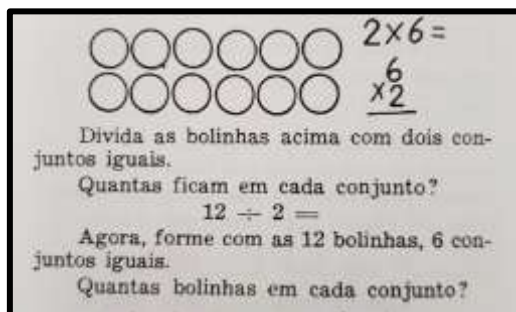 2×6=
6
×2
Divida as bolinhas acima com dois con-
juntos iguais.
Quantas ficam em cada conjunto?
12 ÷ 2 =
Agora, forme com as 12 bolinhas, 6 con-
juntos iguais.
Quantas bolinhas em cada conjunto?